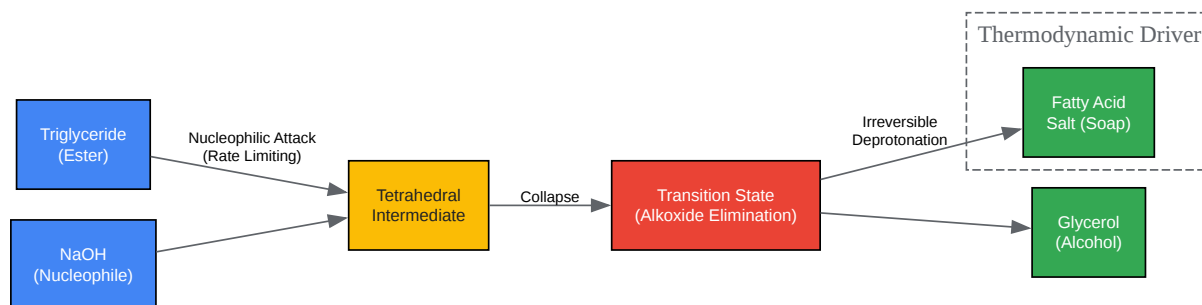 Thermodynamic Driver
Triglyceride
(Ester)
Nucleophilic Attack
(Rate Limiting)
NaOH
(Nucleophile)
Tetrahedral
Intermediate
Collapse
Transition State
(Alkoxide Elimination)
Irreversible
Deprotonation
Fatty Acid
Salt (Soap)
Glycerol
(Alcohol)